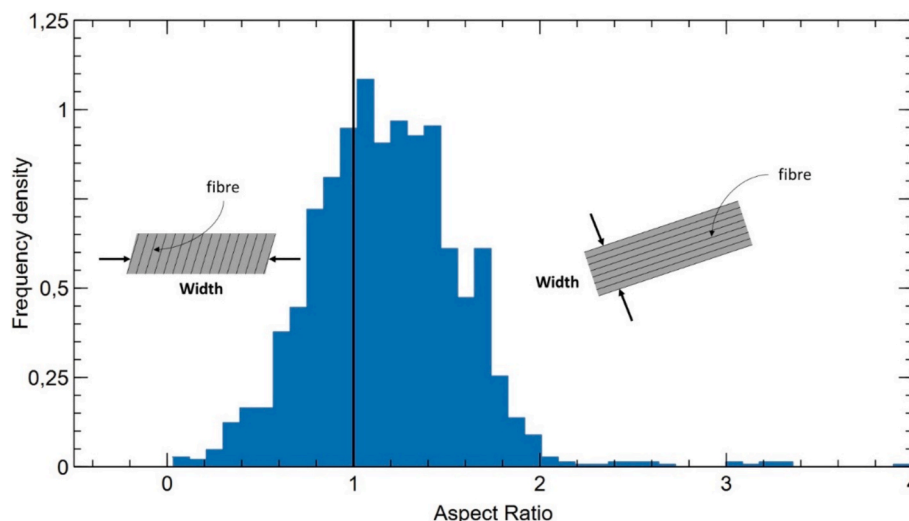 1,25
1
0,5
0,25
0
Frequency density
fibre
Width
fibre
Width
0
1
2
3
4
Aspect Ratio